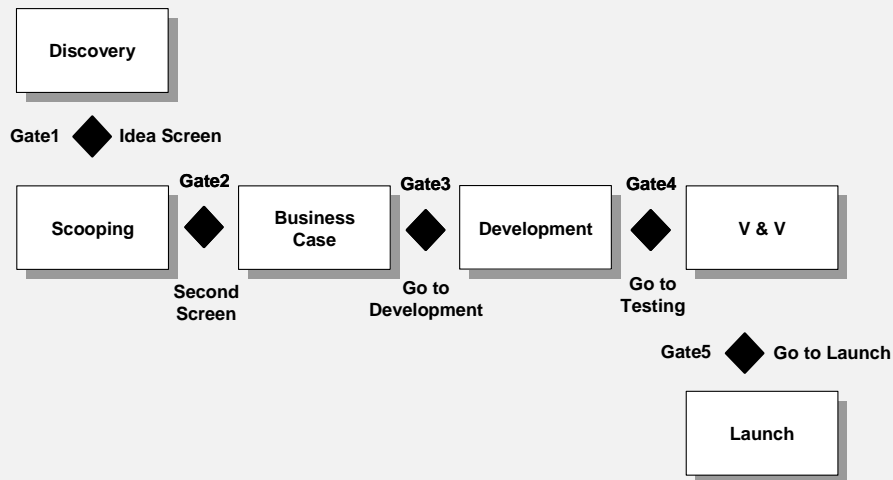 Discovery
Gate1
Idea Screen
Scooping
Gate2
Second
Screen
Business
Case
Gate3
Go to
Development
Development
Gate4
Go to
Testing
V & V
Gate5
Go to Launch
Launch